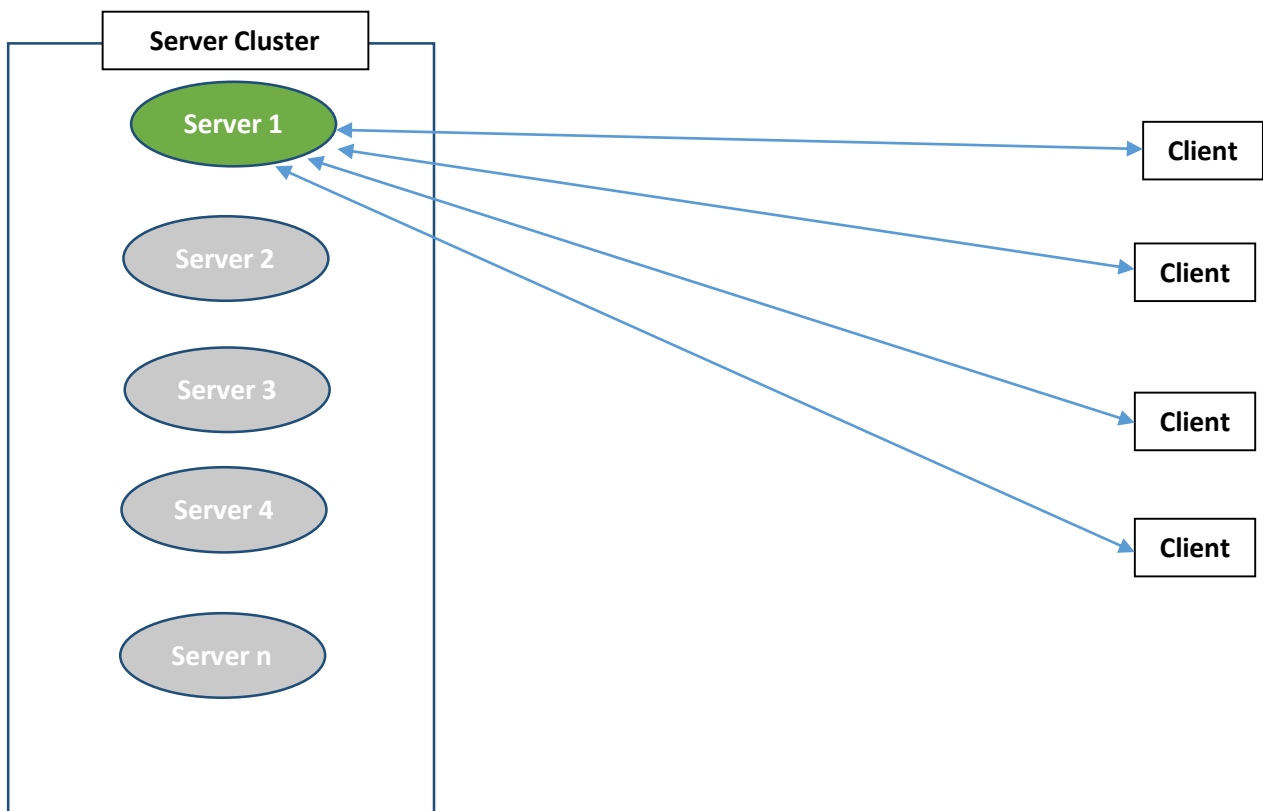 Server Cluster
Server 1
Client
Server 2
Client
Server 3
Client
Server 4
Client
Server n